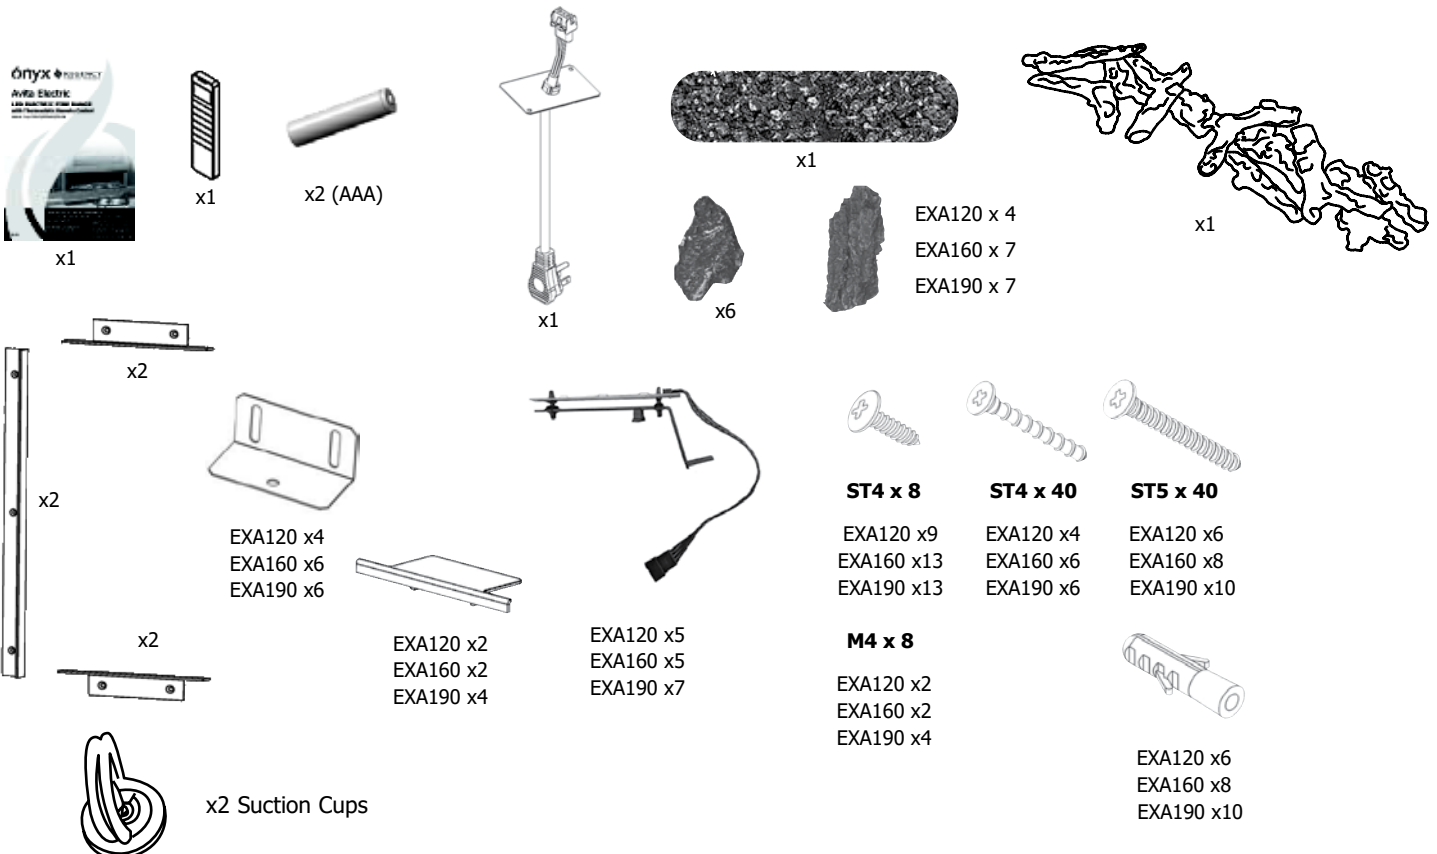 ōnyx
Avita Electric
x1
x1
x2 (AAA)
x1
x1
x6
EXA120 x 4
EXA160 x 7
EXA190 x 7
x1
x2
x2
x2
EXA120 x4
EXA160 x6
EXA190 x6
EXA120 x2
EXA160 x2
EXA190 x4
EXA120 x5
EXA160 x5
EXA190 x7
ST4 x 8
EXA120 x9
EXA160 x13
EXA190 x13
ST4 x 40
EXA120 x4
EXA160 x6
EXA190 x6
ST5 x 40
EXA120 x6
EXA160 x8
EXA190 x10
M4 x 8
EXA120 x2
EXA160 x2
EXA190 x4
EXA120 x6
EXA160 x8
EXA190 x10
x2 Suction Cups